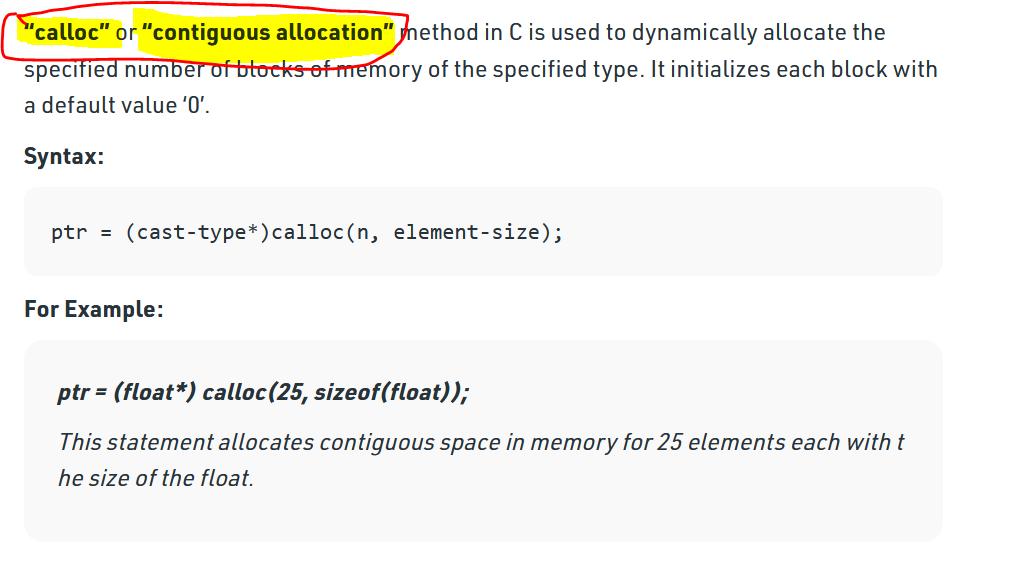 “calloc” or “contiguous allocation” method in C is used to dynamically allocate the
specified number of blocks of memory of the specified type. It initializes each block with
a default value ‘0’.
Syntax:
ptr = (cast-type*)calloc(n, element-size);
For Example:
ptr = (float*) calloc(25, sizeof(float));
This statement allocates contiguous space in memory for 25 elements each with t
he size of the float.